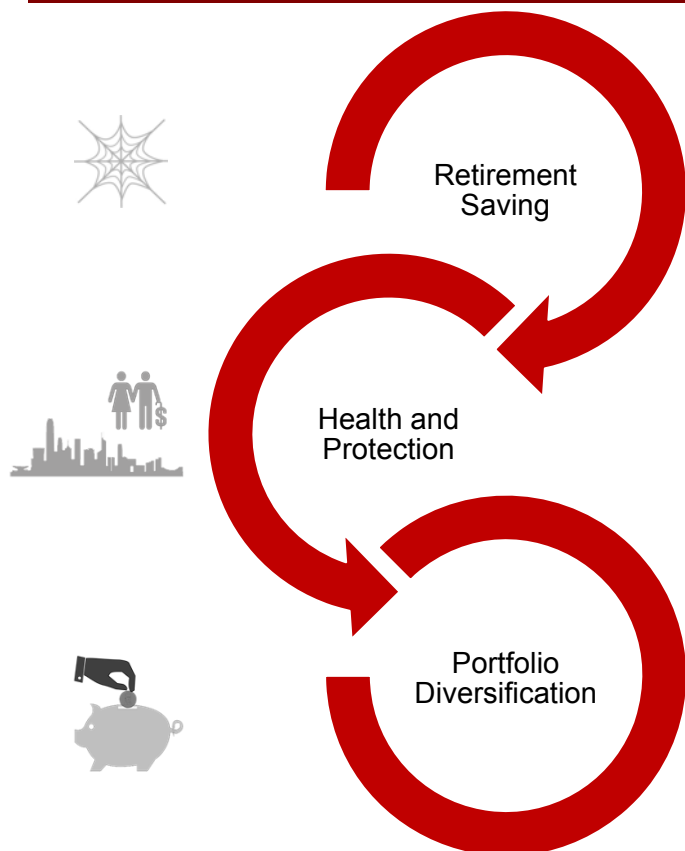 Retirement
Saving
$
Health and
Protection
Portfolio
Diversification